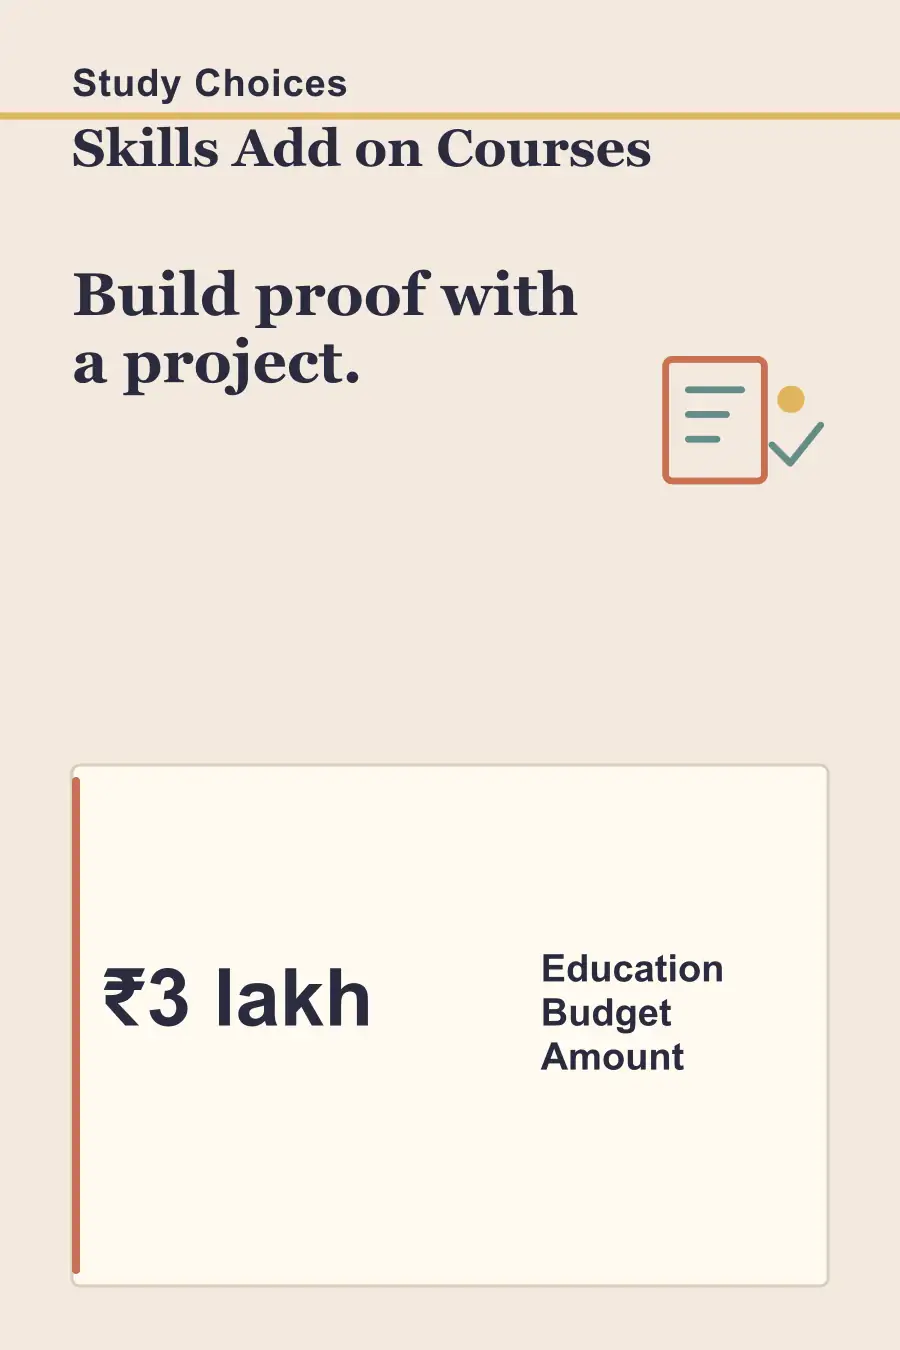 Study Choices
Skills Add on Courses
Build proof with
a project.
₹3 lakh
Education
Budget
Amount